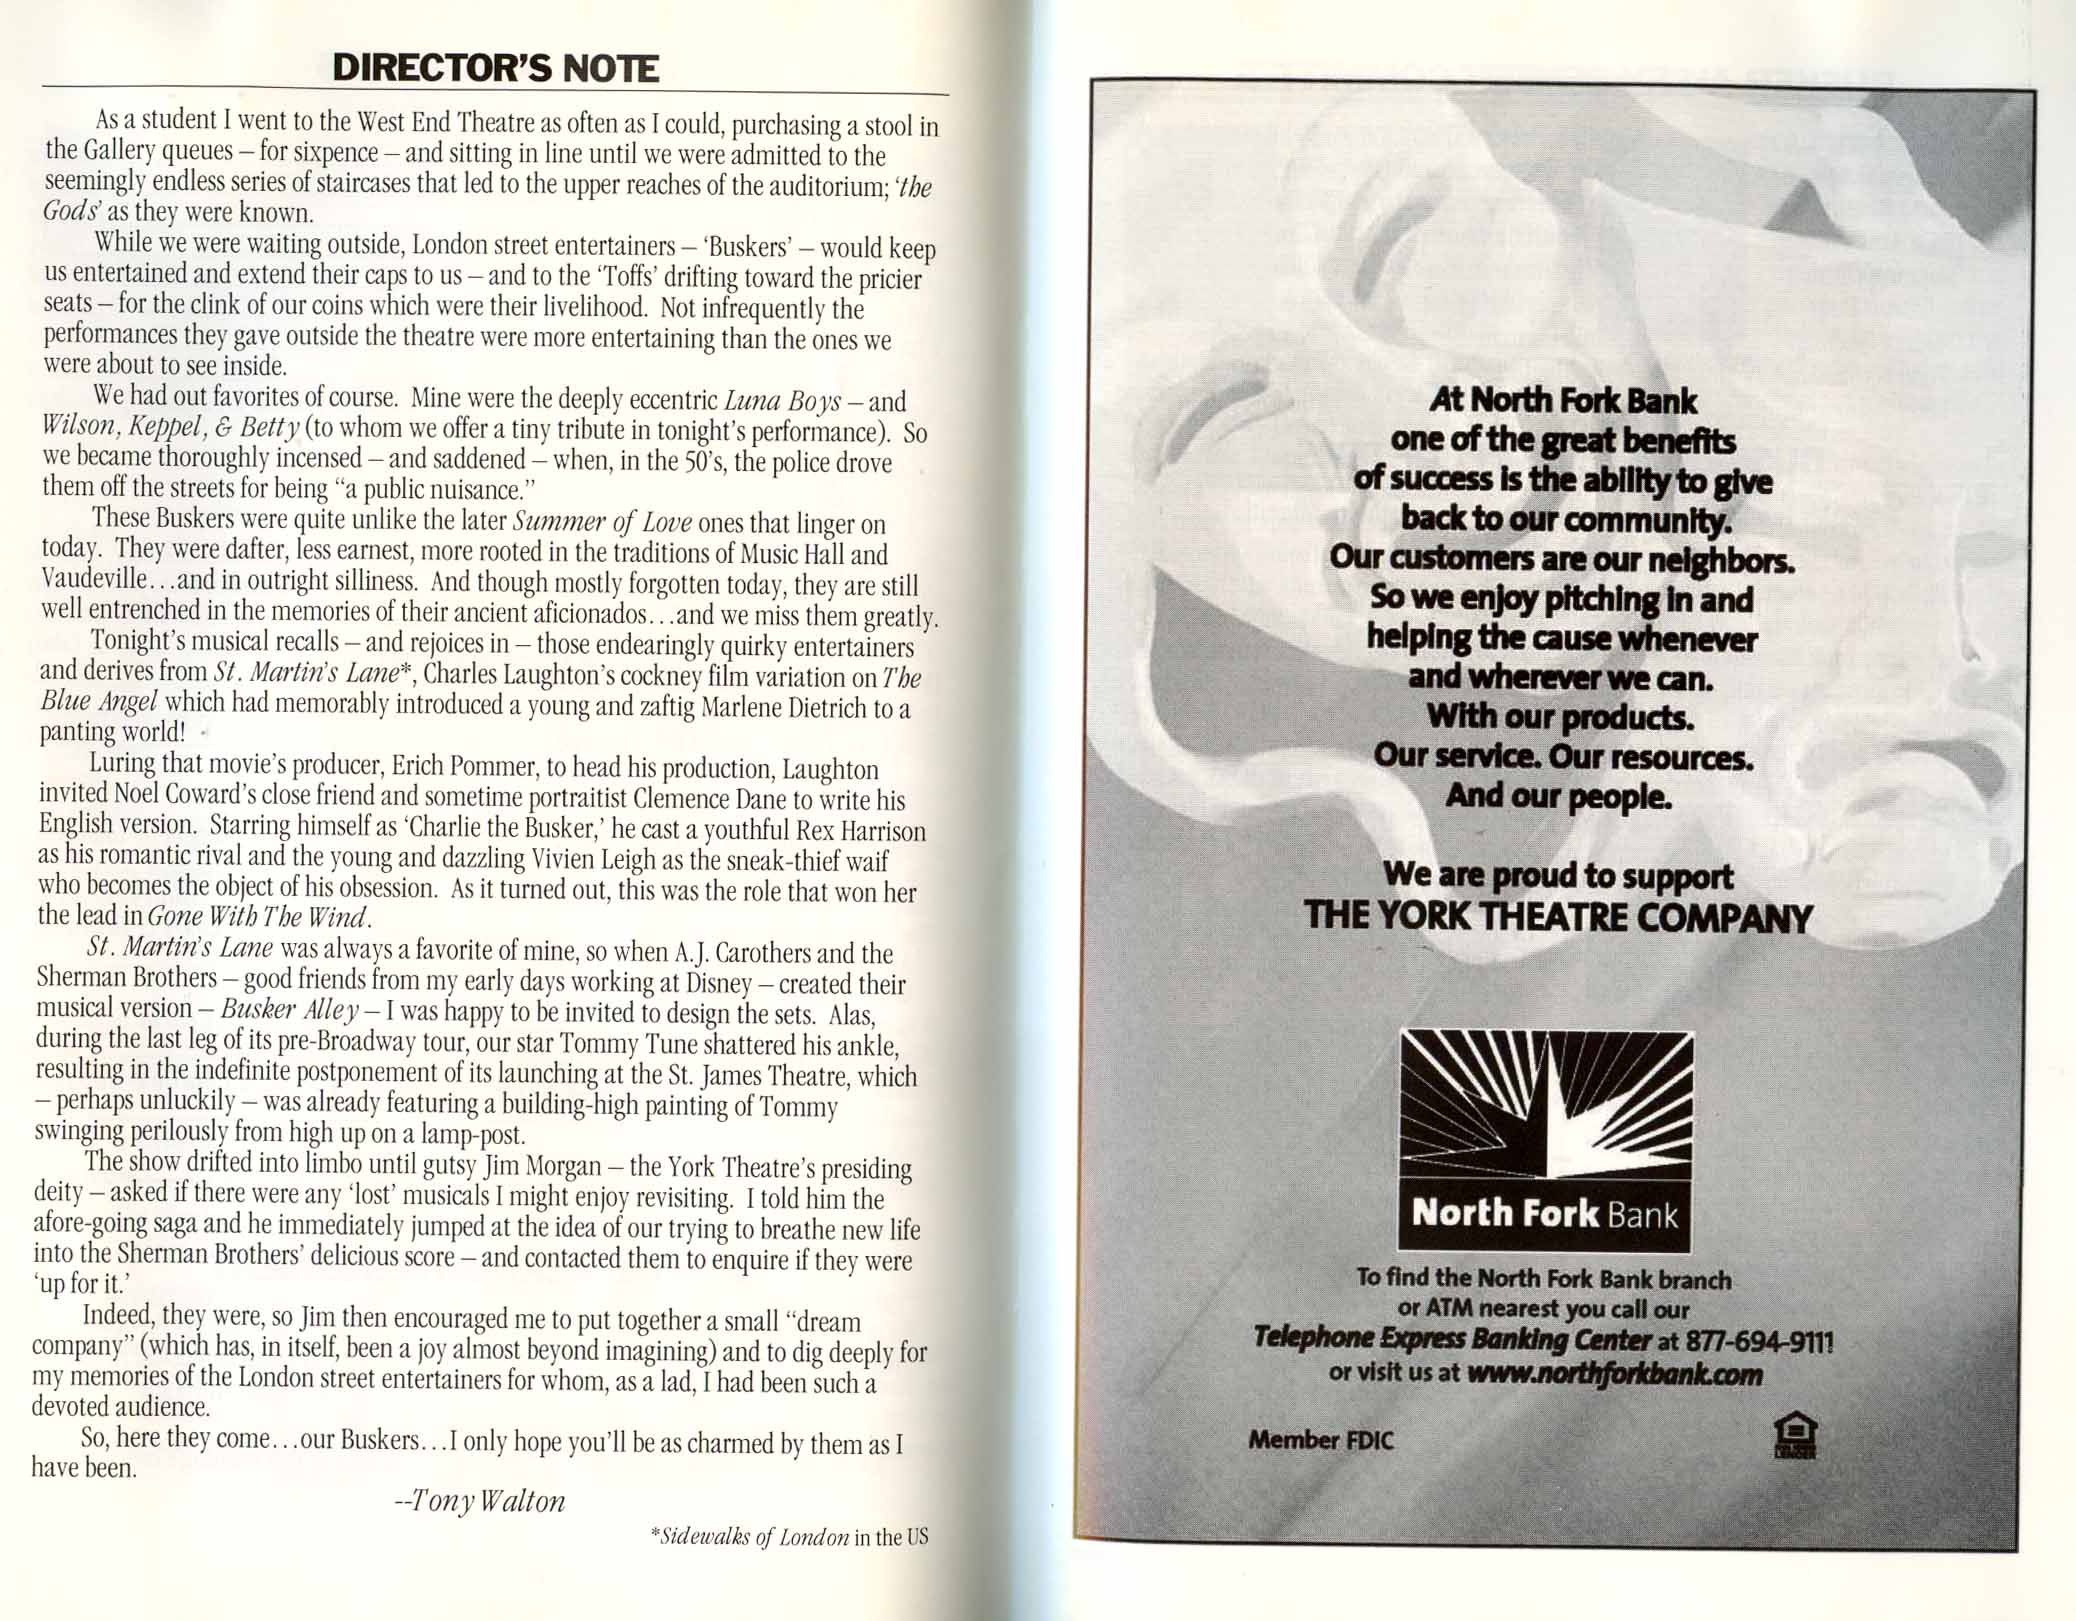 DIRECTOR'S NOTE
As a student I went to the West End Theatre as often as I could, purchasing a stool in
the Gallery queues – for sixpence – and sitting in line until we were admitted to the
seemingly endless series of staircases that led to the upper reaches of the auditorium; 'the
Gods' as they were known.
While we were waiting outside, London street entertainers – 'Buskers' – would keep
us entertained and extend their caps to us – and to the 'Toffs' drifting toward the pricier
seats – for the clink of our coins which were their livelihood. Not infrequently the
performances they gave outside the theatre were more entertaining than the ones we
were about to see inside.
We had out favorites of course. Mine were the deeply eccentric Luna Boys – and
Wilson, Keppel, & Betty (to whom we offer a tiny tribute in tonight's performance). So
we became thoroughly incensed – and saddened – when, in the 50's, the police drove
them off the streets for being "a public nuisance."
These Buskers were quite unlike the later Summer of Love ones that linger on
today. They were dafter, less earnest, more rooted in the traditions of Music Hall and
Vaudeville…and in outright silliness. And though mostly forgotten today, they are still
well entrenched in the memories of their ancient aficionados…and we miss them greatly.
Tonight's musical recalls – and rejoices in – those endearingly quirky entertainers
and derives from St. Martin's Lane*, Charles Laughton's cockney film variation on The
Blue Angel which had memorably introduced a young and zaftig Marlene Dietrich to a
panting world!
Luring that movie's producer, Erich Pommer, to head his production, Laughton
invited Noel Coward's close friend and sometime portraitist Clemence Dane to write his
English version. Starring himself as 'Charlie the Busker,' he cast a youthful Rex Harrison
as his romantic rival and the young and dazzling Vivien Leigh as the sneak-thief waif
who becomes the object of his obsession. As it turned out, this was the role that won her
the lead in Gone With The Wind.
St. Martin's Lane was always a favorite of mine, so when A.J. Carothers and the
Sherman Brothers – good friends from my early days working at Disney – created their
musical version – Busker Alley – I was happy to be invited to design the sets. Alas,
during the last leg of its pre-Broadway tour, our star Tommy Tune shattered his ankle,
resulting in the indefinite postponement of its launching at the St. James Theatre, which
– perhaps unluckily – was already featuring a building-high painting of Tommy
swinging perilously from high up on a lamp-post.
The show drifted into limbo until gutsy Jim Morgan – the York Theatre's presiding
deity – asked if there were any 'lost' musicals I might enjoy revisiting. I told him the
afore-going saga and he immediately jumped at the idea of our trying to breathe new life
into the Sherman Brothers' delicious score – and contacted them to enquire if they were
'up for it.'
Indeed, they were, so Jim then encouraged me to put together a small "dream
company" (which has, in itself, been a joy almost beyond imagining) and to dig deeply for
my memories of the London street entertainers for whom, as a lad, I had been such a
devoted audience.
So, here they come…our Buskers…I only hope you'll be as charmed by them as I
have been.
--Tony Walton
*Sidewalks of London in the US
At North Fork Bank
one of the great benefits
of success is the ability to give
back to our community.
Our customers are our neighbors.
So we enjoy pitching in and
helping the cause whenever
and wherever we can.
With our products.
Our service. Our resources.
And our people.
We are proud to support
THE YORK THEATRE COMPANY
North Fork Bank
To find the North Fork Bank branch
or ATM nearest you call our
Telephone Express Banking Center at 877-694-9111
or visit us at www.northforkbank.com
Member FDIC